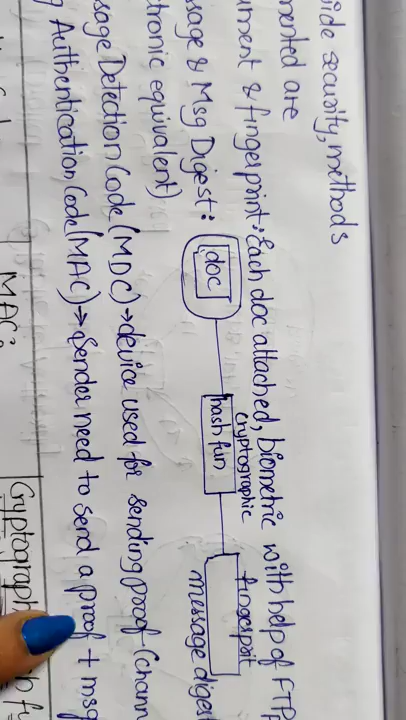 ide security, methods
mented are
ument & fingerprint: Each doc attached, biometric with help of FTP
sage & Msg Digest:
doc
cryptographic
hash fun
fingerprit
message digest
tronic equivalent)
sage Detection Code (MDC) → device used for sending proof (chann
g Authentication Code (MAC) → Sender need to send a proof + msg
MAC:
Cryptograph